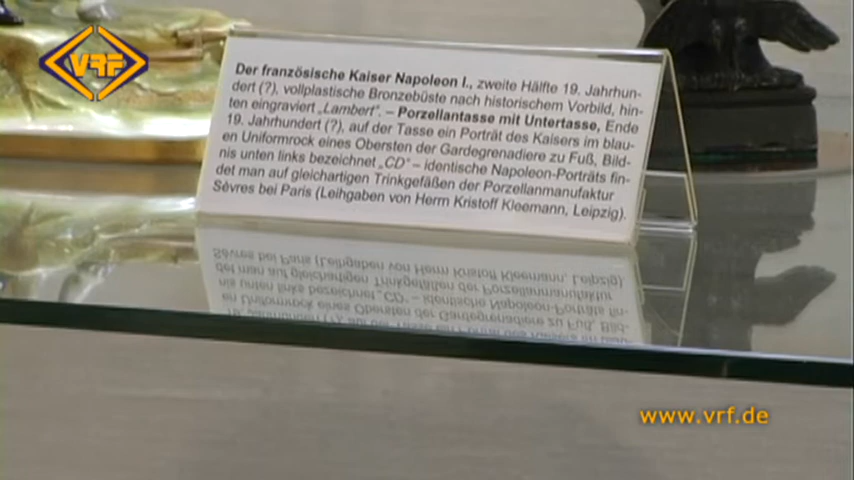 VRF
Der französische Kaiser Napoleon I., zweite Hälfte 19. Jahrhun-
dert (?), vollplastische Bronzebüste nach historischem Vorbild, hin-
ten eingraviert „Lambert“. – Porzellantasse mit Untertasse, Ende
19. Jahrhundert (?), auf der Tasse ein Porträt des Kaisers im blau-
en Uniformrock eines Obersten der Gardegrenadiere zu Fuß, Bild-
nis unten links bezeichnet „CD“ – identische Napoleon-Porträts fin-
det man auf gleichartigen Trinkgefäßen der Porzellanmanufaktur
Sèvres bei Paris (Leihgaben von Herrn Kristoff Kleemann, Leipzig).
www.vrf.de